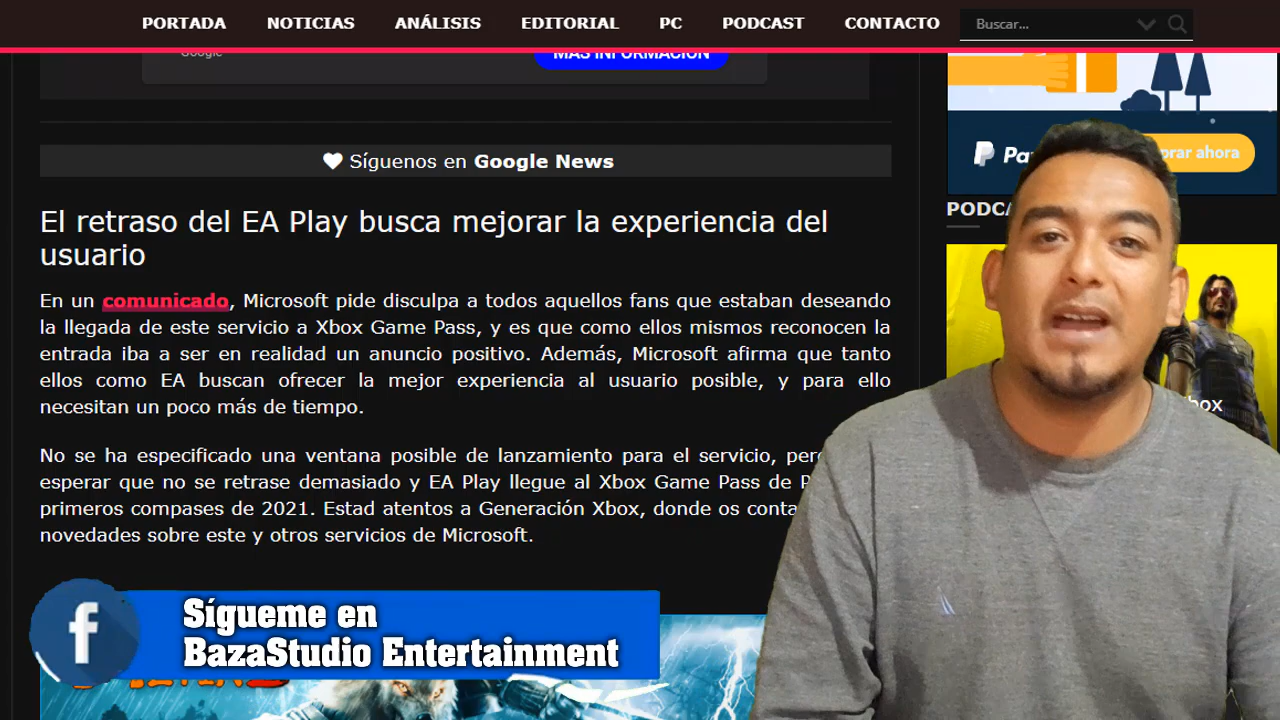 PORTADA NOTICIAS ANÁLISIS EDITORIAL PC PODCAST CONTACTO Buscar...
Google
MÁS INFORMACIÓN
Síguenos en Google News
El retraso del EA Play busca mejorar la experiencia del
usuario
En un comunicado, Microsoft pide disculpa a todos aquellos fans que estaban deseando
la llegada de este servicio a Xbox Game Pass, y es que como ellos mismos reconocen la
entrada iba a ser en realidad un anuncio positivo. Además, Microsoft afirma que tanto
ellos como EA buscan ofrecer la mejor experiencia al usuario posible, y para ello
necesitan un poco más de tiempo.
No se ha especificado una ventana posible de lanzamiento para el servicio,
esperar que no se retrase demasiado y EA Play llegue al Xbox Game Pass de
primeros compases de 2021. Estad atentos a Generación Xbox, donde os
novedades sobre este y otros servicios de Microsoft.
ahora
Sígueme en
BazaStudio Entertainment